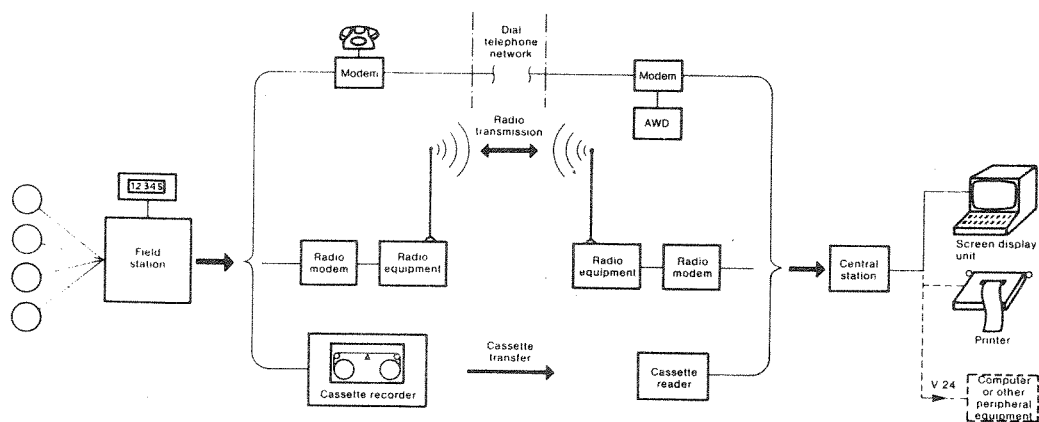 Dial
telephone
network
Modem
Modem
AWD
Radio
transmission
12345
Field
station
Radio
modem
Radio
equipment
Radio
equipment
Radio
modem
Central
station
Screen display
unit
Printer
Cassette
transfer
Cassette recorder
Cassette
reader
V 24
Computer
or other
peripheral
equipment